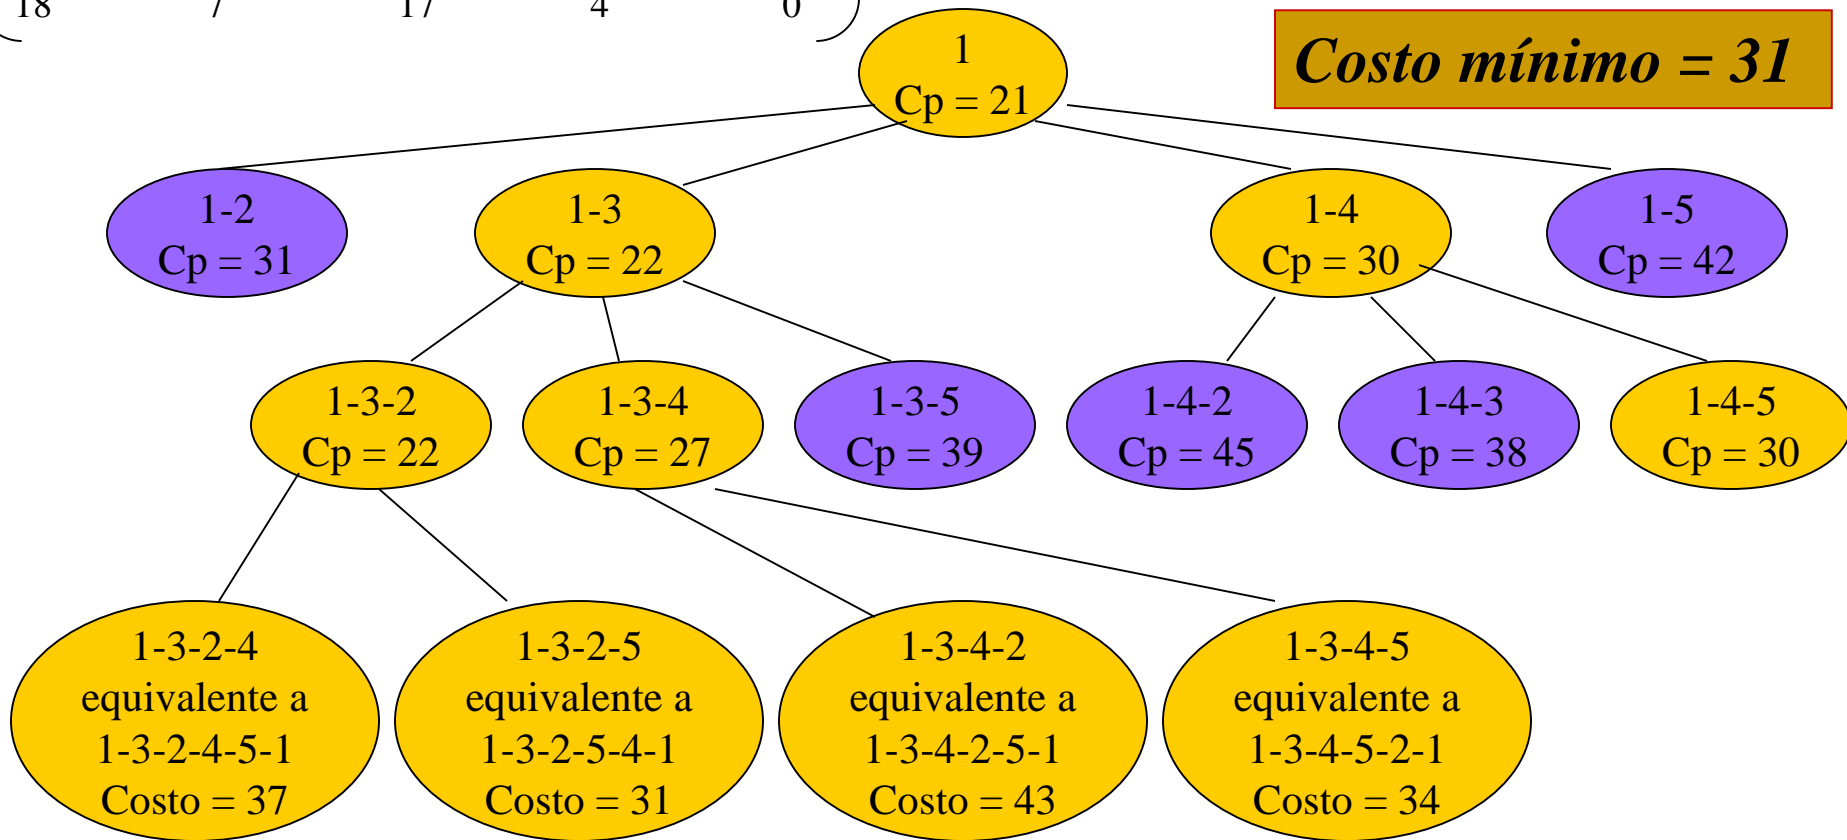 18 7 17 4 0
Costo mínimo = 31
1
Cp = 21
1-2
Cp = 31
1-3
Cp = 22
1-4
Cp = 30
1-5
Cp = 42
1-3-2
Cp = 22
1-3-4
Cp = 27
1-3-5
Cp = 39
1-4-2
Cp = 45
1-4-3
Cp = 38
1-4-5
Cp = 30
1-3-2-4
equivalente a
1-3-2-4-5-1
Costo = 37
1-3-2-5
equivalente a
1-3-2-5-4-1
Costo = 31
1-3-4-2
equivalente a
1-3-4-2-5-1
Costo = 43
1-3-4-5
equivalente a
1-3-4-5-2-1
Costo = 34